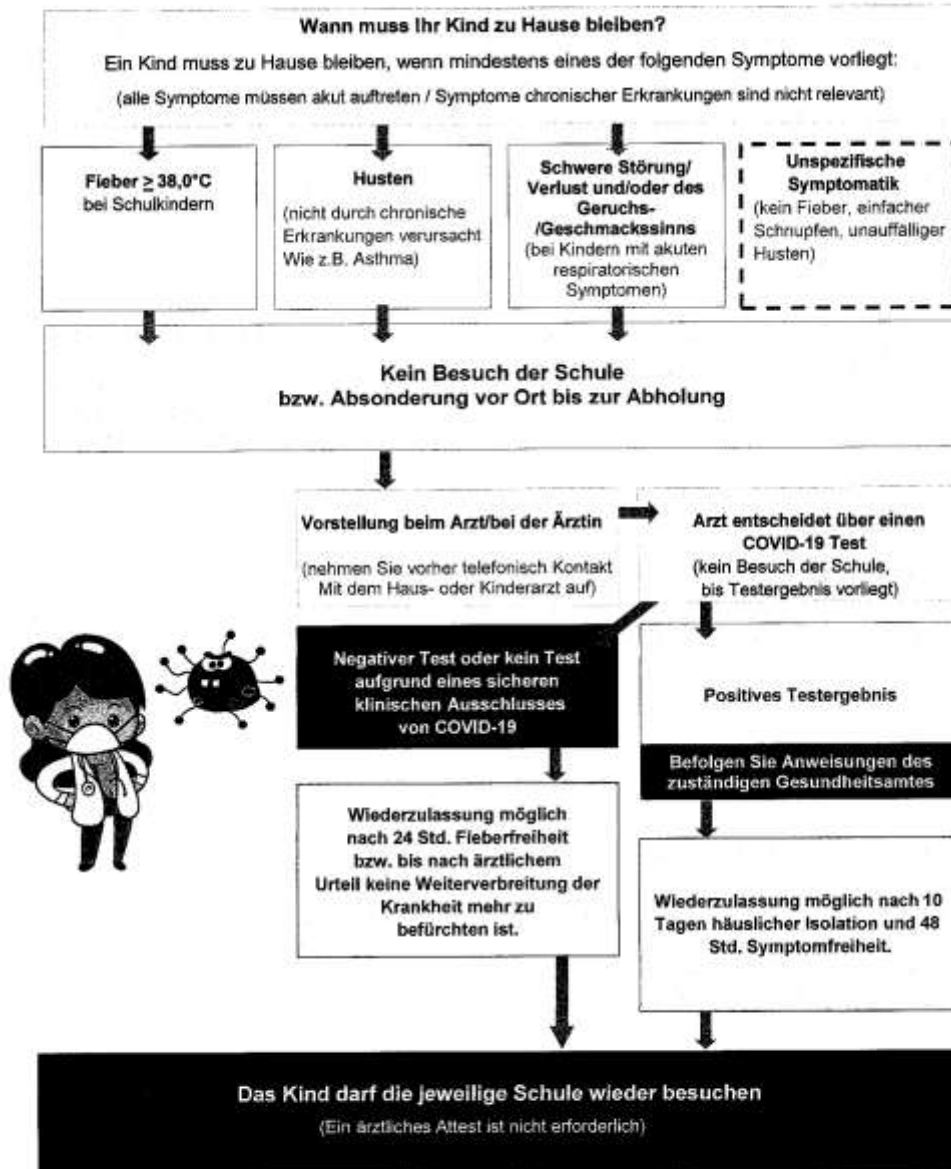 Wann muss Ihr Kind zu Hause bleiben?
Ein Kind muss zu Hause bleiben, wenn mindestens eines der folgenden Symptome vorliegt:
(alle Symptome müssen akut auftreten / Symptome chronischer Erkrankungen sind nicht relevant)
Fieber ≥ 38,0°C
bei Schulkindern
Husten
(nicht durch chronische
Erkrankungen verursacht
Wie z.B. Asthma)
Schwere Störung/
Verlust und/oder des
Geruchs-
/Geschmackssinns
(bei Kindern mit akuten
respiratorischen
Symptomen)
Unspezifische
Symptomatik
(kein Fieber, einfacher
Schnupfen, unauffälliger
Husten)
Kein Besuch der Schule
bzw. Absonderung vor Ort bis zur Abholung
Vorstellung beim Arzt/bei der Ärztin
(nehmen Sie vorher telefonisch Kontakt
Mit dem Haus- oder Kinderarzt auf)
Arzt entscheidet über einen
COVID-19 Test
(kein Besuch der Schule,
bis Testergebnis vorliegt)
Negativer Test oder kein Test
aufgrund eines sicheren
klinischen Ausschlusses
von COVID-19
Positives Testergebnis
Befolgen Sie Anweisungen des
zuständigen Gesundheitsamtes
Wiederzulassung möglich
nach 24 Std. Fieberfreiheit
bzw. bis nach ärztlichem
Urteil keine Weiterverbreitung der
Krankheit mehr zu
befürchten ist.
Wiederzulassung möglich nach 10
Tagen häuslicher Isolation und 48
Std. Symptomfreiheit.
Das Kind darf die jeweilige Schule wieder besuchen
(Ein ärztliches Attest ist nicht erforderlich)